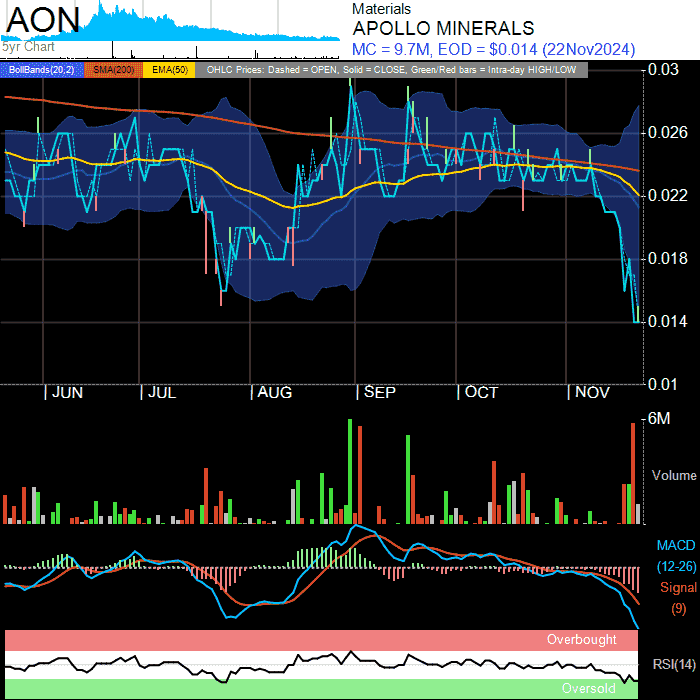 AON
5yr Chart
Materials
APOLLO MINERALS
MC = 9.7M, EOD = $0.014 (22Nov2024)
BollBands(20,2) SMA(200) EMA(50) OHLC Prices: Dashed = OPEN, Solid = CLOSE, Green/Red bars = Intra-day HIGH/LOW
0.03
0.026
0.022
0.018
0.014
0.01
| JUN | JUL | AUG | SEP | OCT | NOV
6M
Volume
MACD
(12-26)
Signal
(9)
Overbought
RSI(14)
Oversold